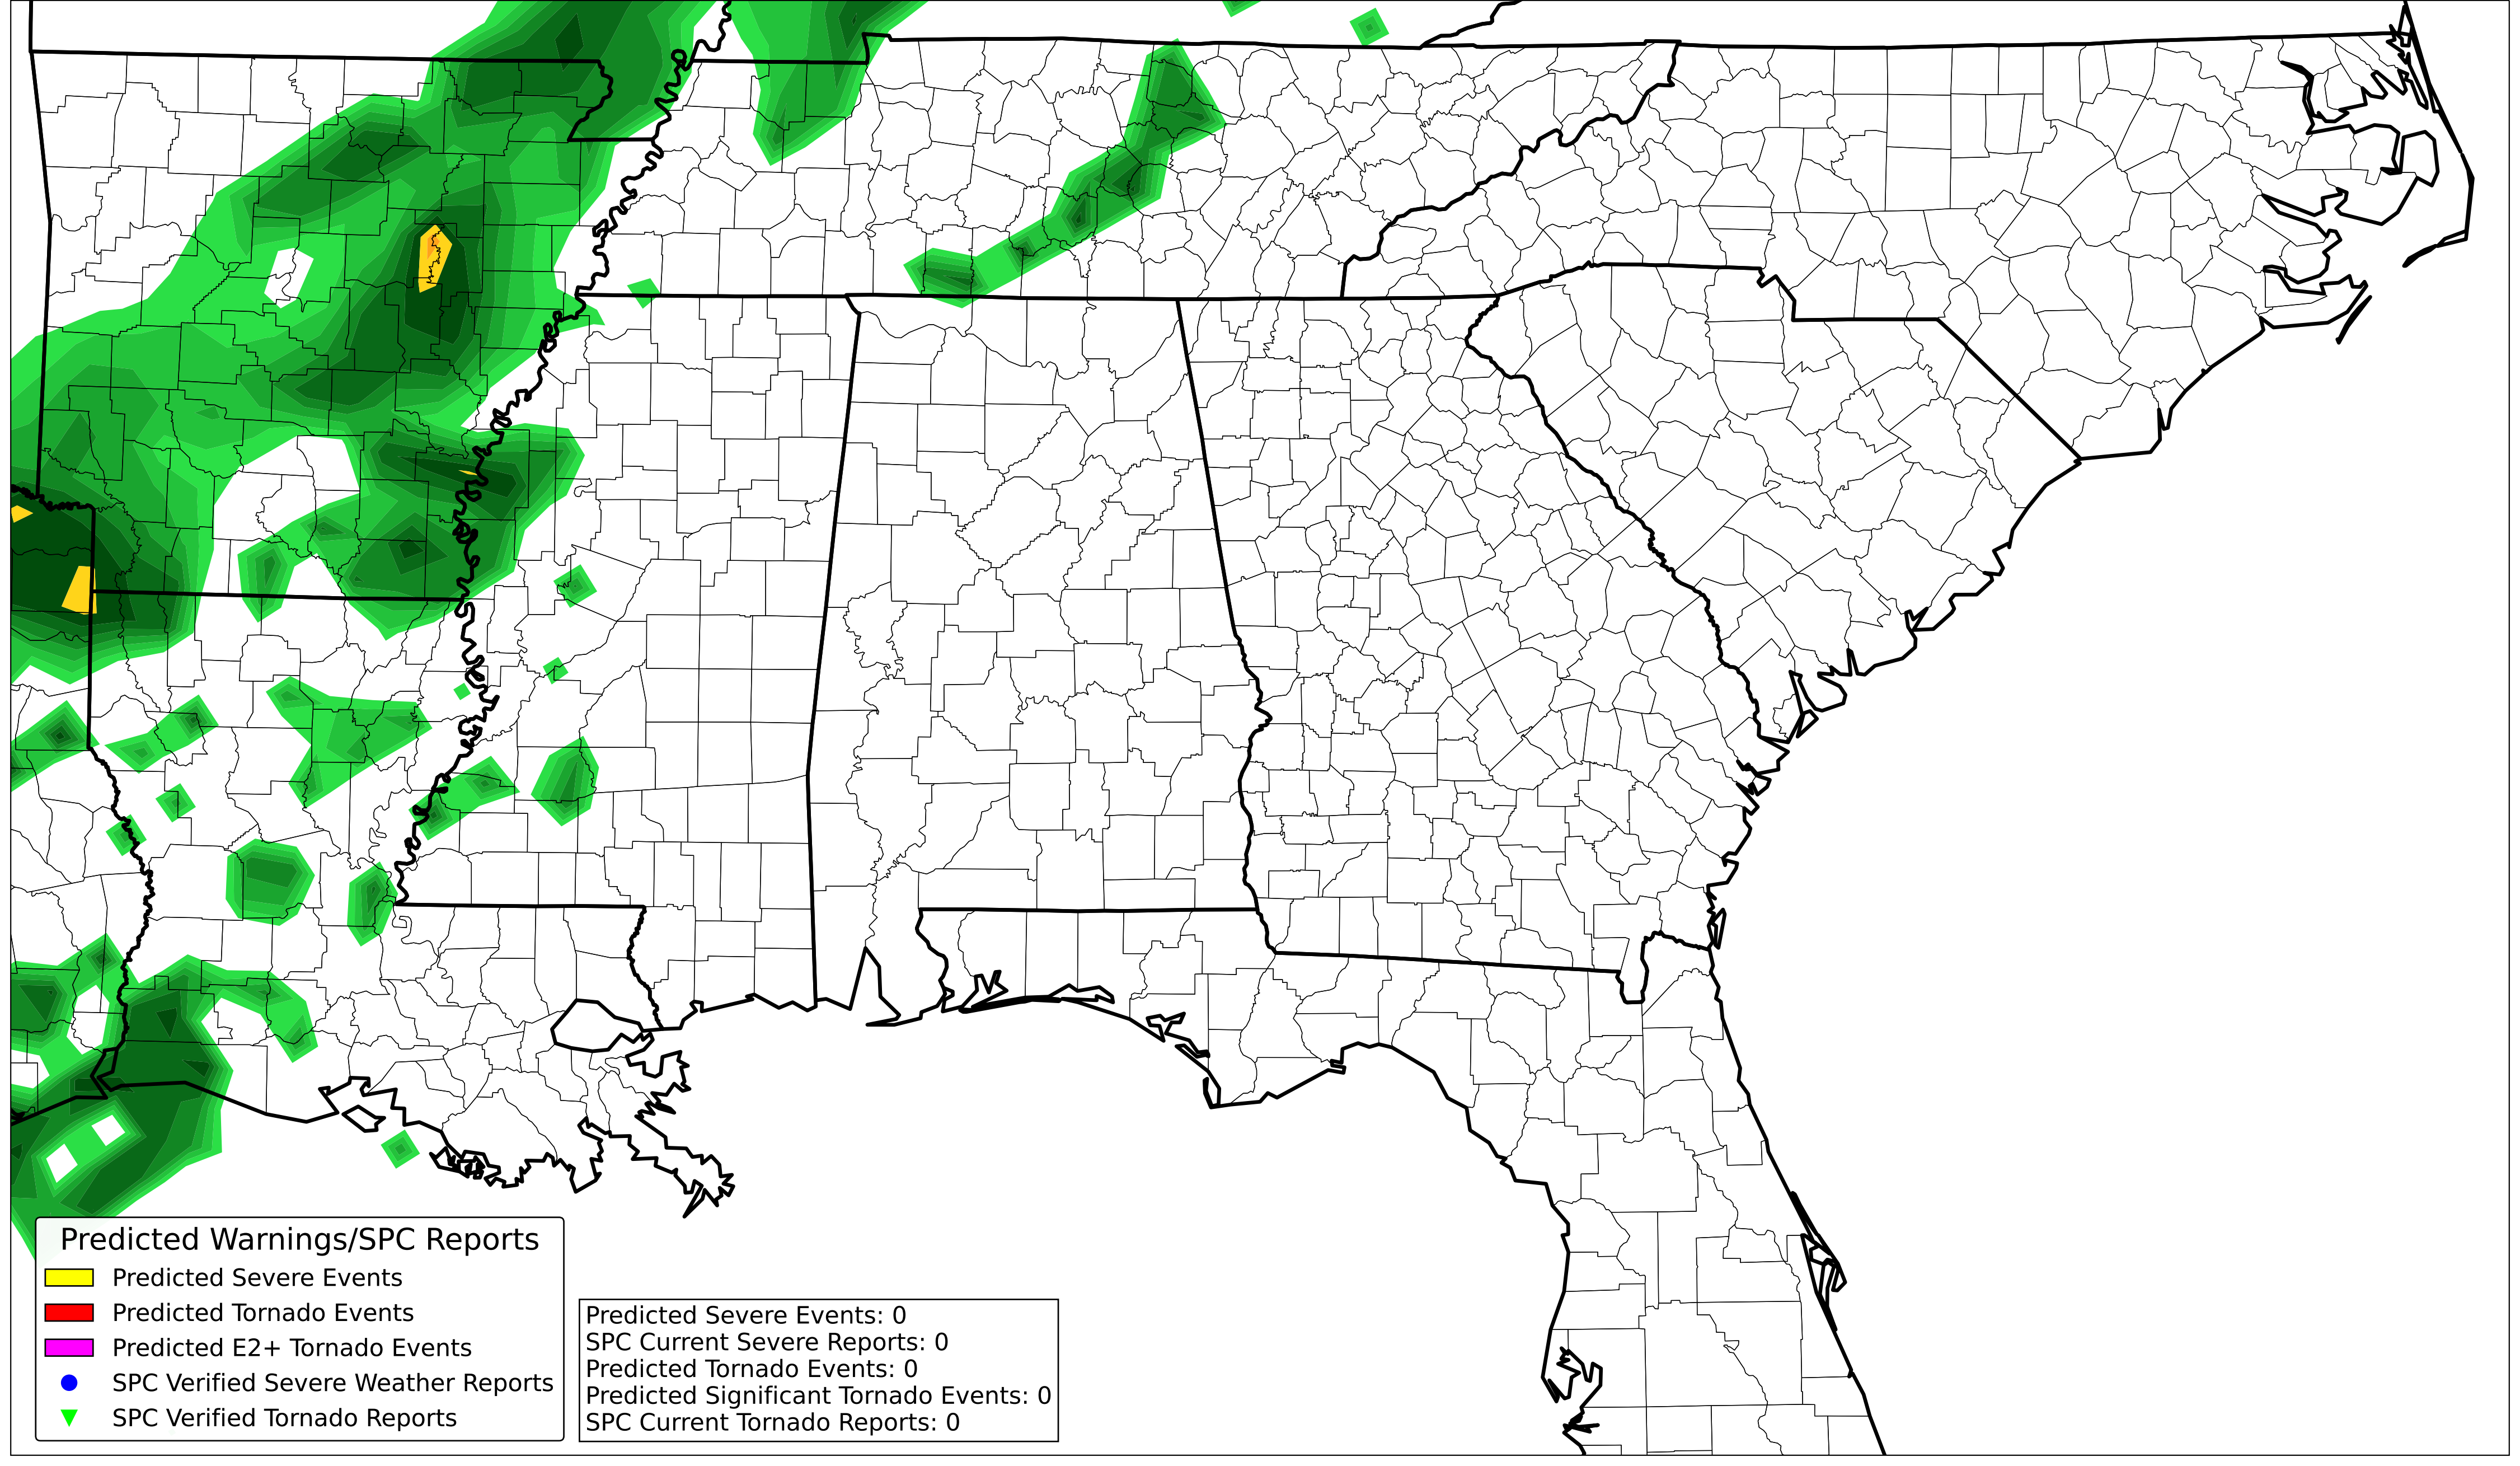 Predicted Warnings/SPC Reports
Predicted Severe Events
Predicted Tornado Events
Predicted E2+ Tornado Events
SPC Verified Severe Weather Reports
SPC Verified Tornado Reports
Predicted Severe Events: 0
SPC Current Severe Reports: 0
Predicted Tornado Events: 0
Predicted Significant Tornado Events: 0
SPC Current Tornado Reports: 0